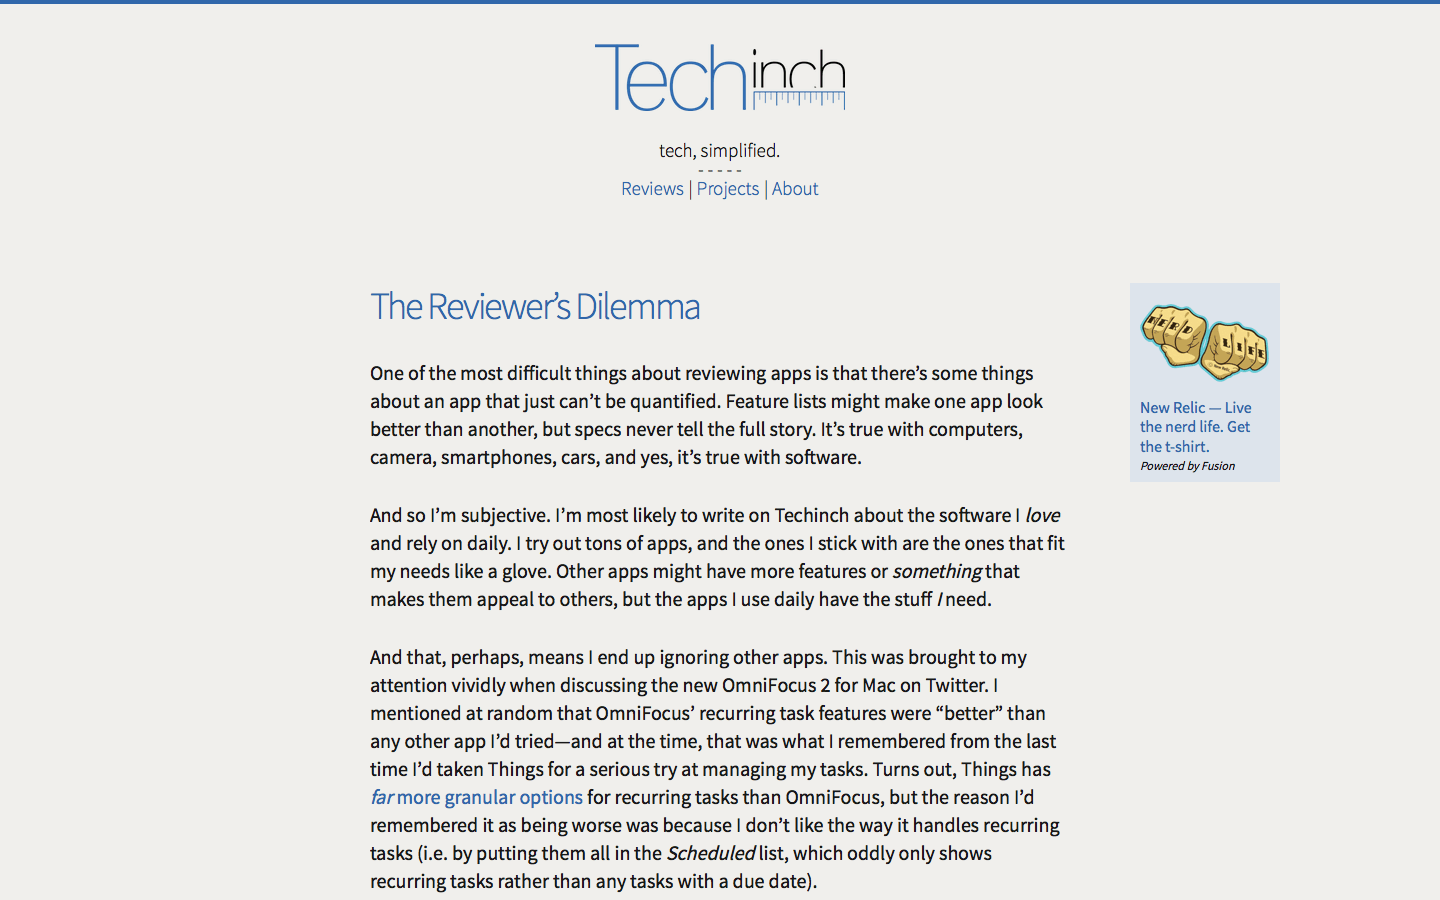 Tech inch
tech, simplified.
- - - - -
Reviews | Projects | About
The Reviewer’s Dilemma
One of the most difficult things about reviewing apps is that there’s some things
about an app that just can’t be quantified. Feature lists might make one app look
better than another, but specs never tell the full story. It’s true with computers,
camera, smartphones, cars, and yes, it’s true with software.
And so I’m subjective. I’m most likely to write on Techinch about the software I love
and rely on daily. I try out tons of apps, and the ones I stick with are the ones that fit
my needs like a glove. Other apps might have more features or something that
makes them appeal to others, but the apps I use daily have the stuff I need.
And that, perhaps, means I end up ignoring other apps. This was brought to my
attention vividly when discussing the new OmniFocus 2 for Mac on Twitter. I
mentioned at random that OmniFocus’ recurring task features were “better” than
any other app I’d tried—and at the time, that was what I remembered from the last
time I’d taken Things for a serious try at managing my tasks. Turns out, Things has
far more granular options for recurring tasks than OmniFocus, but the reason I’d
remembered it as being worse was because I don’t like the way it handles recurring
tasks (i.e. by putting them all in the Scheduled list, which oddly only shows
recurring tasks rather than any tasks with a due date).
NERD LIFE
New Relic
New Relic — Live
the nerd life. Get
the t-shirt.
Powered by Fusion